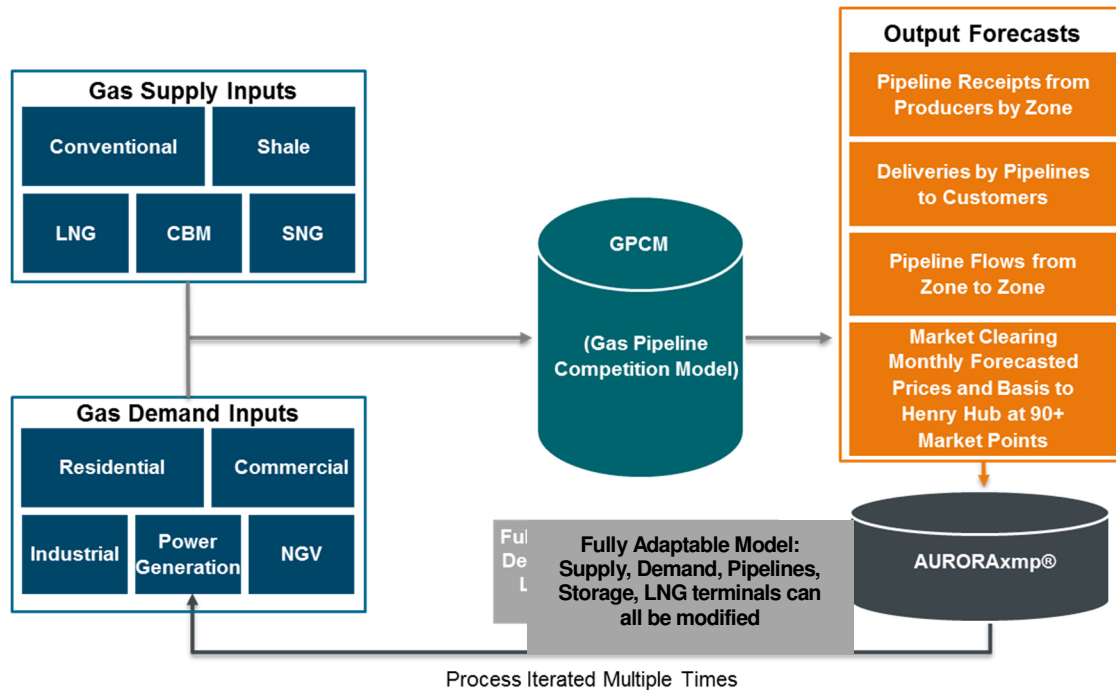 Gas Supply Inputs
Conventional
Shale
LNG
CBM
SNG
Gas Demand Inputs
Residential
Commercial
Industrial
Power
Generation
NGV
GPCM
(Gas Pipeline
Competition Model)
Output Forecasts
Pipeline Receipts from
Producers by Zone
Deliveries by Pipelines
to Customers
Pipeline Flows from
Zone to Zone
Market Clearing
Monthly Forecasted
Prices and Basis to
Henry Hub at 90+
Market Points
AURORAxmp®
Fully Adaptable Model:
Supply, Demand, Pipelines,
Storage, LNG terminals can
all be modified
Process Iterated Multiple Times